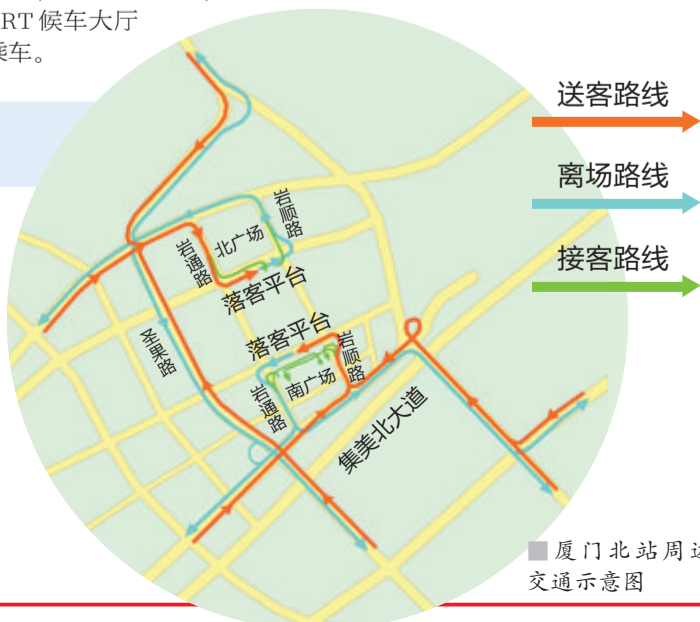 RT候车大厅
乘车。
送客路线
离场路线
接客路线
岩顺路
北广场
岩通路
落客平台
落客平台
岩顺路
圣果路
南广场
岩通路
集美北大道
■厦门北站周边
交通示意图